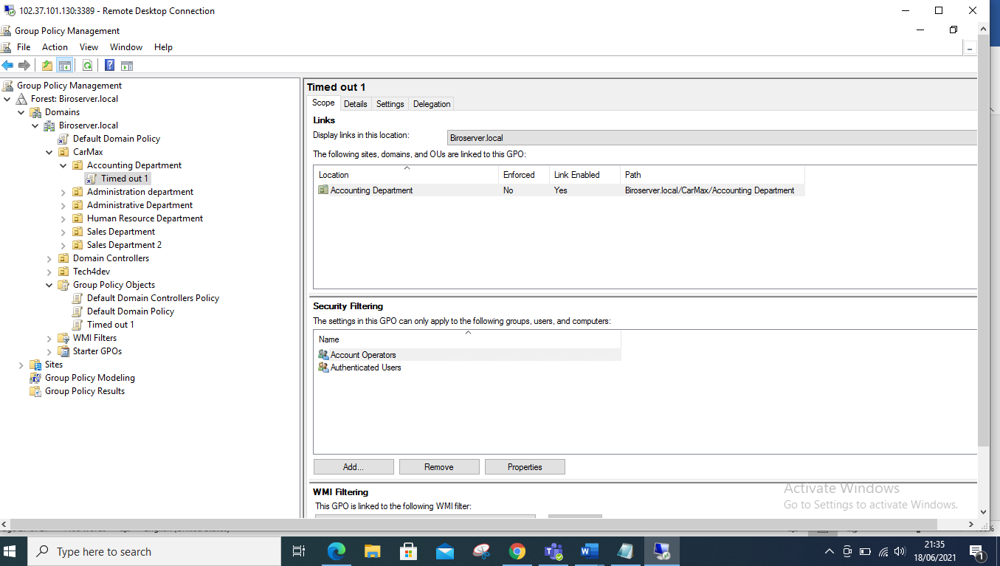 102.37.101.130:3389 - Remote Desktop Connection
Group Policy Management
File Action View Window Help
Group Policy Management
Forest: Biroserver.local
Domains
Biroserver.local
Default Domain Policy
CarMax
Accounting Department
Timed out 1
Administration department
Administrative Department
Human Resource Department
Sales Department
Sales Department 2
Domain Controllers
Tech4dev
Group Policy Objects
Default Domain Controllers Policy
Default Domain Policy
Timed out 1
WMI Filters
Starter GPOs
Sites
Group Policy Modeling
Group Policy Results
Timed out 1
Scope Details Settings Delegation
Links
Display links in this location: Biroserver.local
The following sites, domains, and OUs are linked to this GPO:
Location Enforced Link Enabled Path
Accounting Department No Yes Biroserver.local/CarMax/Accounting Department
Security Filtering
The settings in this GPO can only apply to the following groups, users, and computers:
Name
Account Operators
Authenticated Users
Add... Remove Properties
WMI Filtering
This GPO is linked to the following WMI filter:
Activate Windows
Go to Settings to activate Windows.
Type here to search
21:35
18/06/2021
1